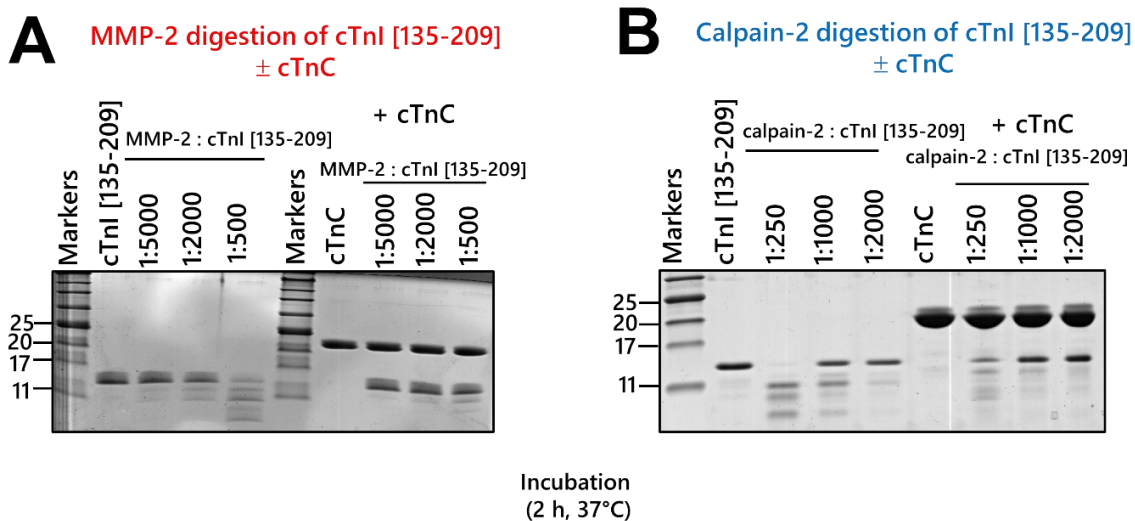 A
MMP-2 digestion of cTnI [135-209]
± cTnC
Markers
cTnI [135-209]
MMP-2 : cTnI [135-209]
1:5000
1:2000
1:500
Markers
cTnC
+ cTnC
MMP-2 : cTnI [135-209]
1:5000
1:2000
1:500
25
20
17
11
B
Calpain-2 digestion of cTnI [135-209]
± cTnC
Markers
cTnI [135-209]
calpain-2 : cTnI [135-209]
1:250
1:1000
1:2000
cTnC
+ cTnC
calpain-2 : cTnI [135-209]
1:250
1:1000
1:2000
25
20
17
11
Incubation
(2 h, 37°C)